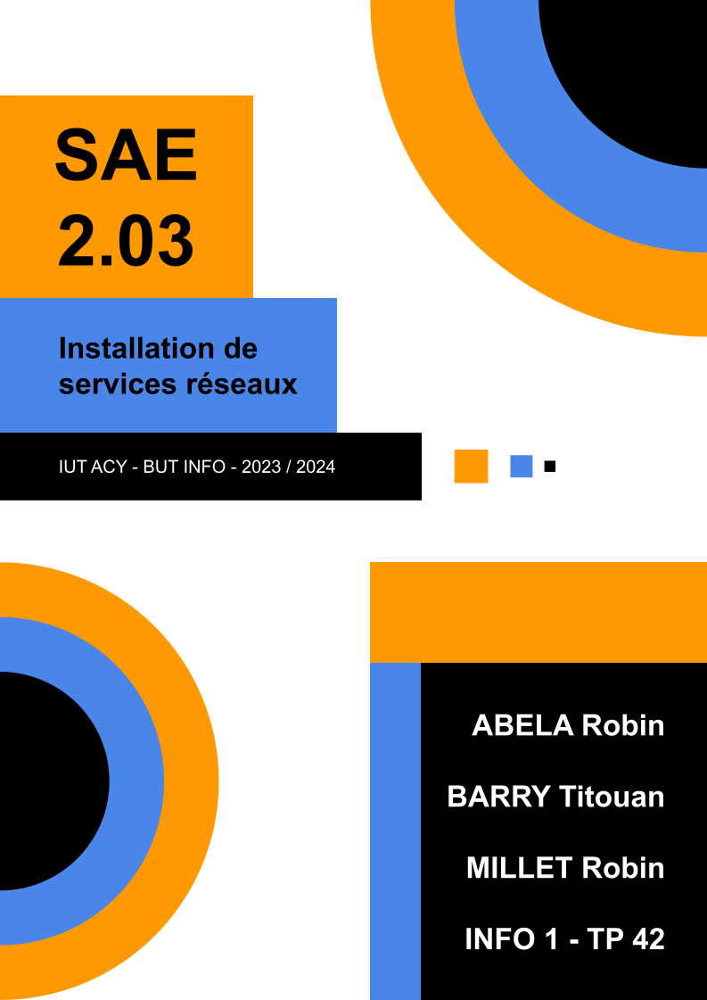 SAE
2.03
Installation de
services réseaux
IUT ACY - BUT INFO - 2023 / 2024
ABELA Robin
BARRY Titouan
MILLET Robin
INFO 1 - TP 42